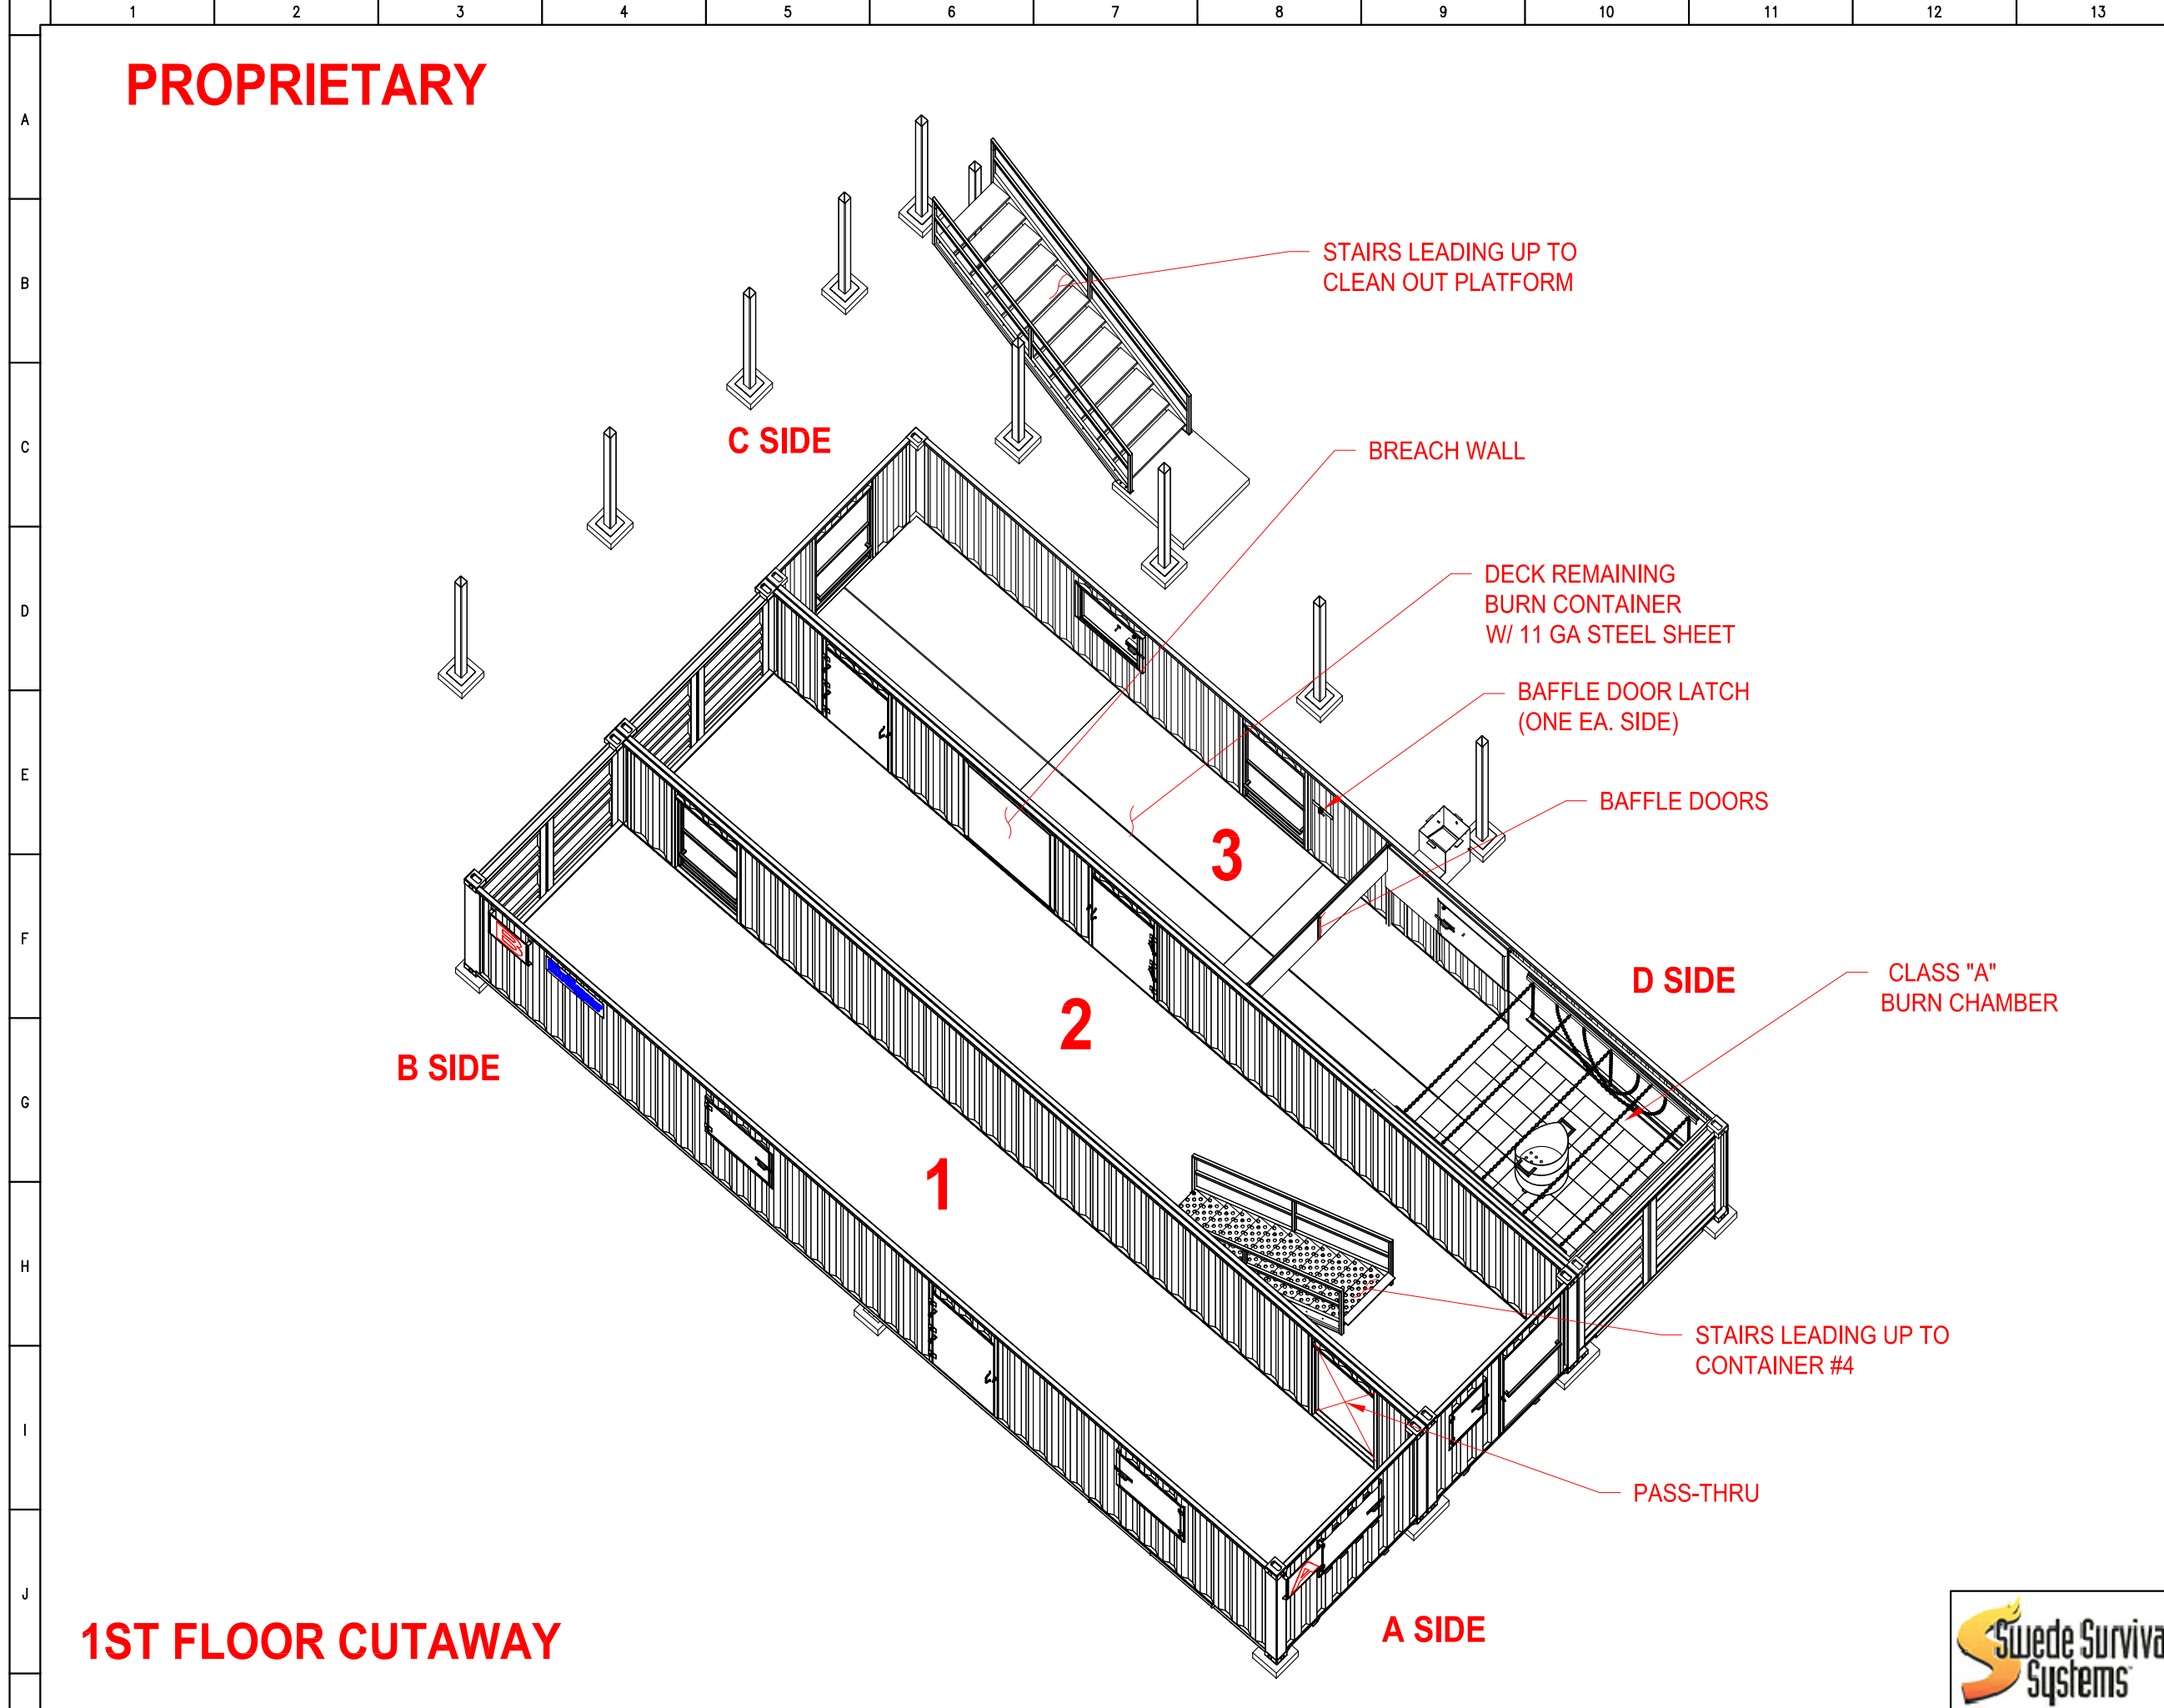 1 2 3 4 5 6 7 8 9 10 11 12 13
PROPRIETARY
A
B
C
D
E
F
G
H
I
J
STAIRS LEADING UP TO
CLEAN OUT PLATFORM
C SIDE
BREACH WALL
DECK REMAINING
BURN CONTAINER
W/ 11 GA STEEL SHEET
BAFFLE DOOR LATCH
(ONE EA. SIDE)
BAFFLE DOORS
3
B
D SIDE
CLASS "A"
BURN CHAMBER
2
B SIDE
1
STAIRS LEADING UP TO
CONTAINER #4
PASS-THRU
A
A SIDE
1ST FLOOR CUTAWAY
Swede Surviva
Systems